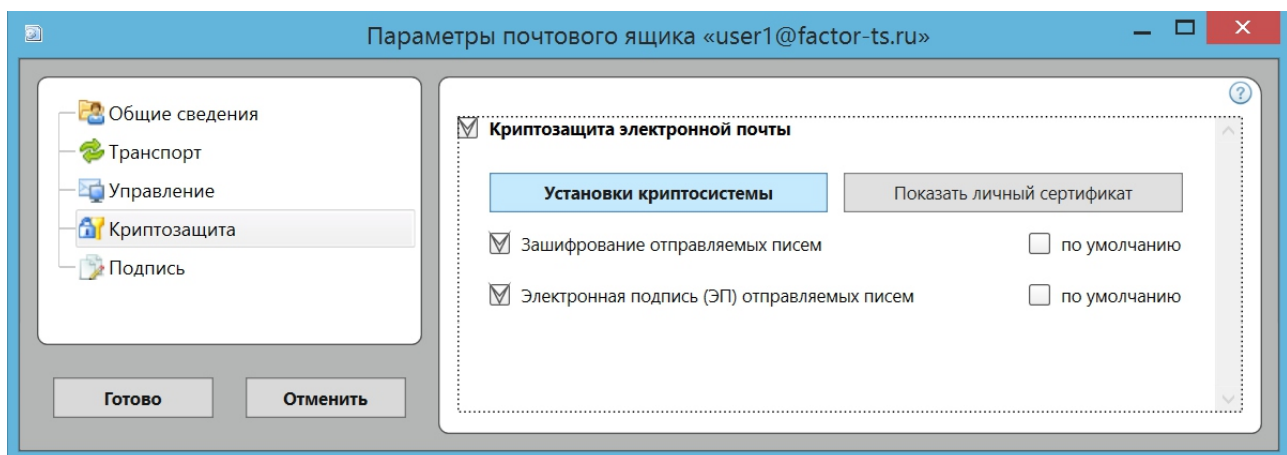 Параметры почтового ящика «user1@factor-ts.ru»
Общие сведения
Транспорт
Управление
Криптозащита
Подпись
Готово
Отменить
Криптозащита электронной почты
Установки криптосистемы
Показать личный сертификат
Зашифрование отправляемых писем
по умолчанию
Электронная подпись (ЭП) отправляемых писем
по умолчанию